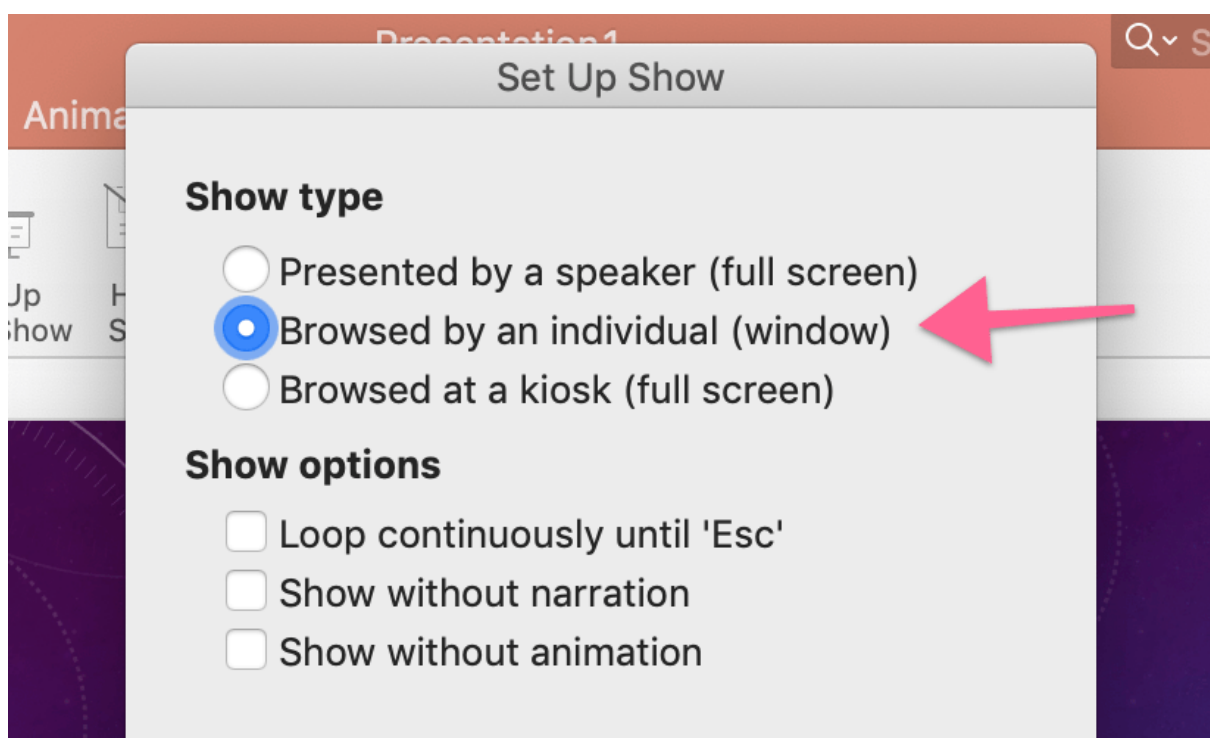 Set Up Show
Show type
Presented by a speaker (full screen)
Browsed by an individual (window)
Browsed at a kiosk (full screen)
Show options
Loop continuously until 'Esc'
Show without narration
Show without animation